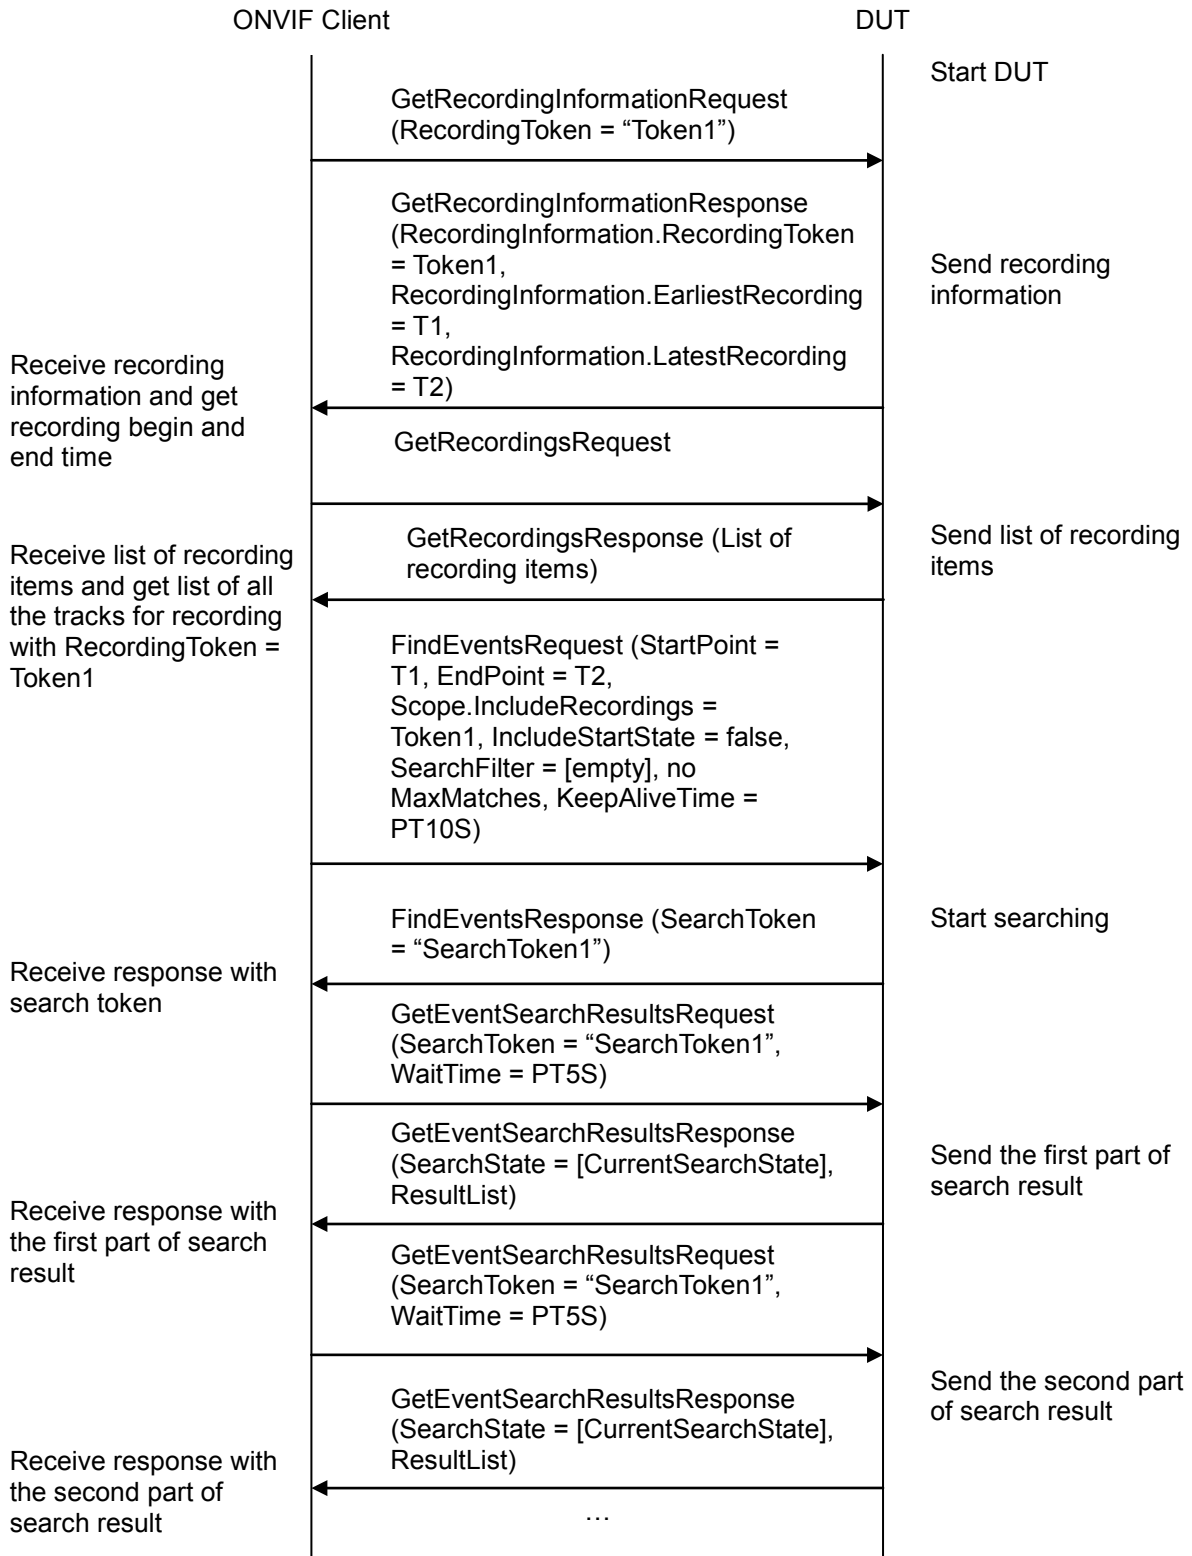 ONVIF Client
DUT
Start DUT
GetRecordingInformationRequest
(RecordingToken = “Token1”)
GetRecordingInformationResponse
(RecordingInformation.RecordingToken
= Token1,
RecordingInformation.EarliestRecording
= T1,
RecordingInformation.LatestRecording
= T2)
Send recording
information
Receive recording
information and get
recording begin and
end time
GetRecordingsRequest
GetRecordingsResponse (List of
recording items)
Send list of recording
items
Receive list of recording
items and get list of all
the tracks for recording
with RecordingToken =
Token1
FindEventsRequest (StartPoint =
T1, EndPoint = T2,
Scope.IncludeRecordings =
Token1, IncludeStartState = false,
SearchFilter = [empty], no
MaxMatches, KeepAliveTime =
PT10S)
Start searching
FindEventsResponse (SearchToken
= “SearchToken1”)
Receive response with
search token
GetEventSearchResultsRequest
(SearchToken = “SearchToken1”,
WaitTime = PT5S)
GetEventSearchResultsResponse
(SearchState = [CurrentSearchState],
ResultList)
Send the first part of
search result
Receive response with
the first part of search
result
GetEventSearchResultsRequest
(SearchToken = “SearchToken1”,
WaitTime = PT5S)
GetEventSearchResultsResponse
(SearchState = [CurrentSearchState],
ResultList)
Send the second part
of search result
Receive response with
the second part of
search result
…